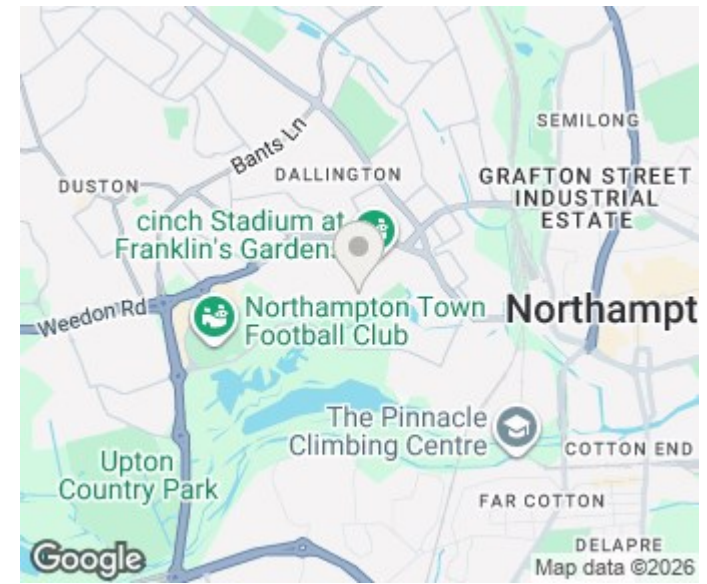 SEMILONG
Bants Ln
DALLINGTON
DUSTON
GRAFTON STREET
INDUSTRIAL
ESTATE
cinch Stadium at
Franklin's Gardens
Weedon Rd
Northampton Town
Football Club
Northampt
The Pinnacle
Climbing Centre
COTTON END
Upton
Country Park
FAR COTTON
DELAPRE
Google
Map data ©2026